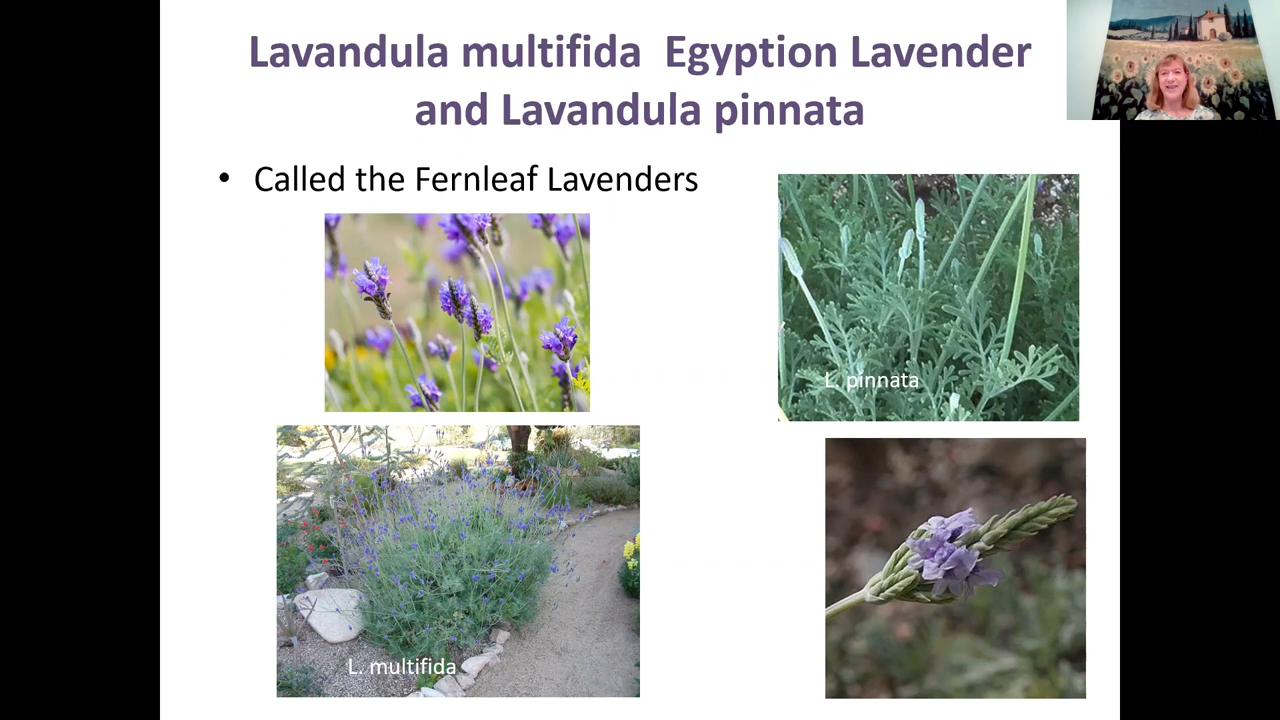 Lavandula multifida  Egyption Lavender
and Lavandula pinnata
• Called the Fernleaf Lavenders
L. pinnata
L. multifida